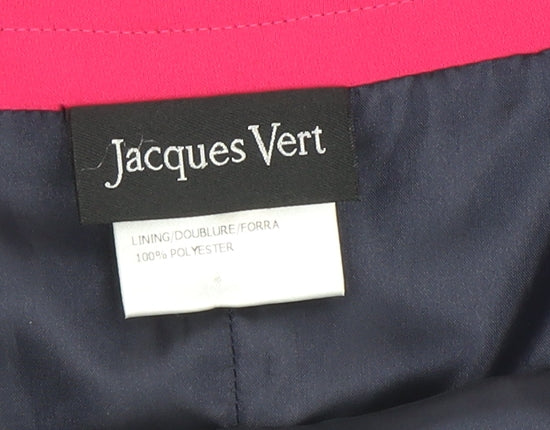 Jacques Vert
LINING/DOUBLURE/FORRA
100% POLYESTER